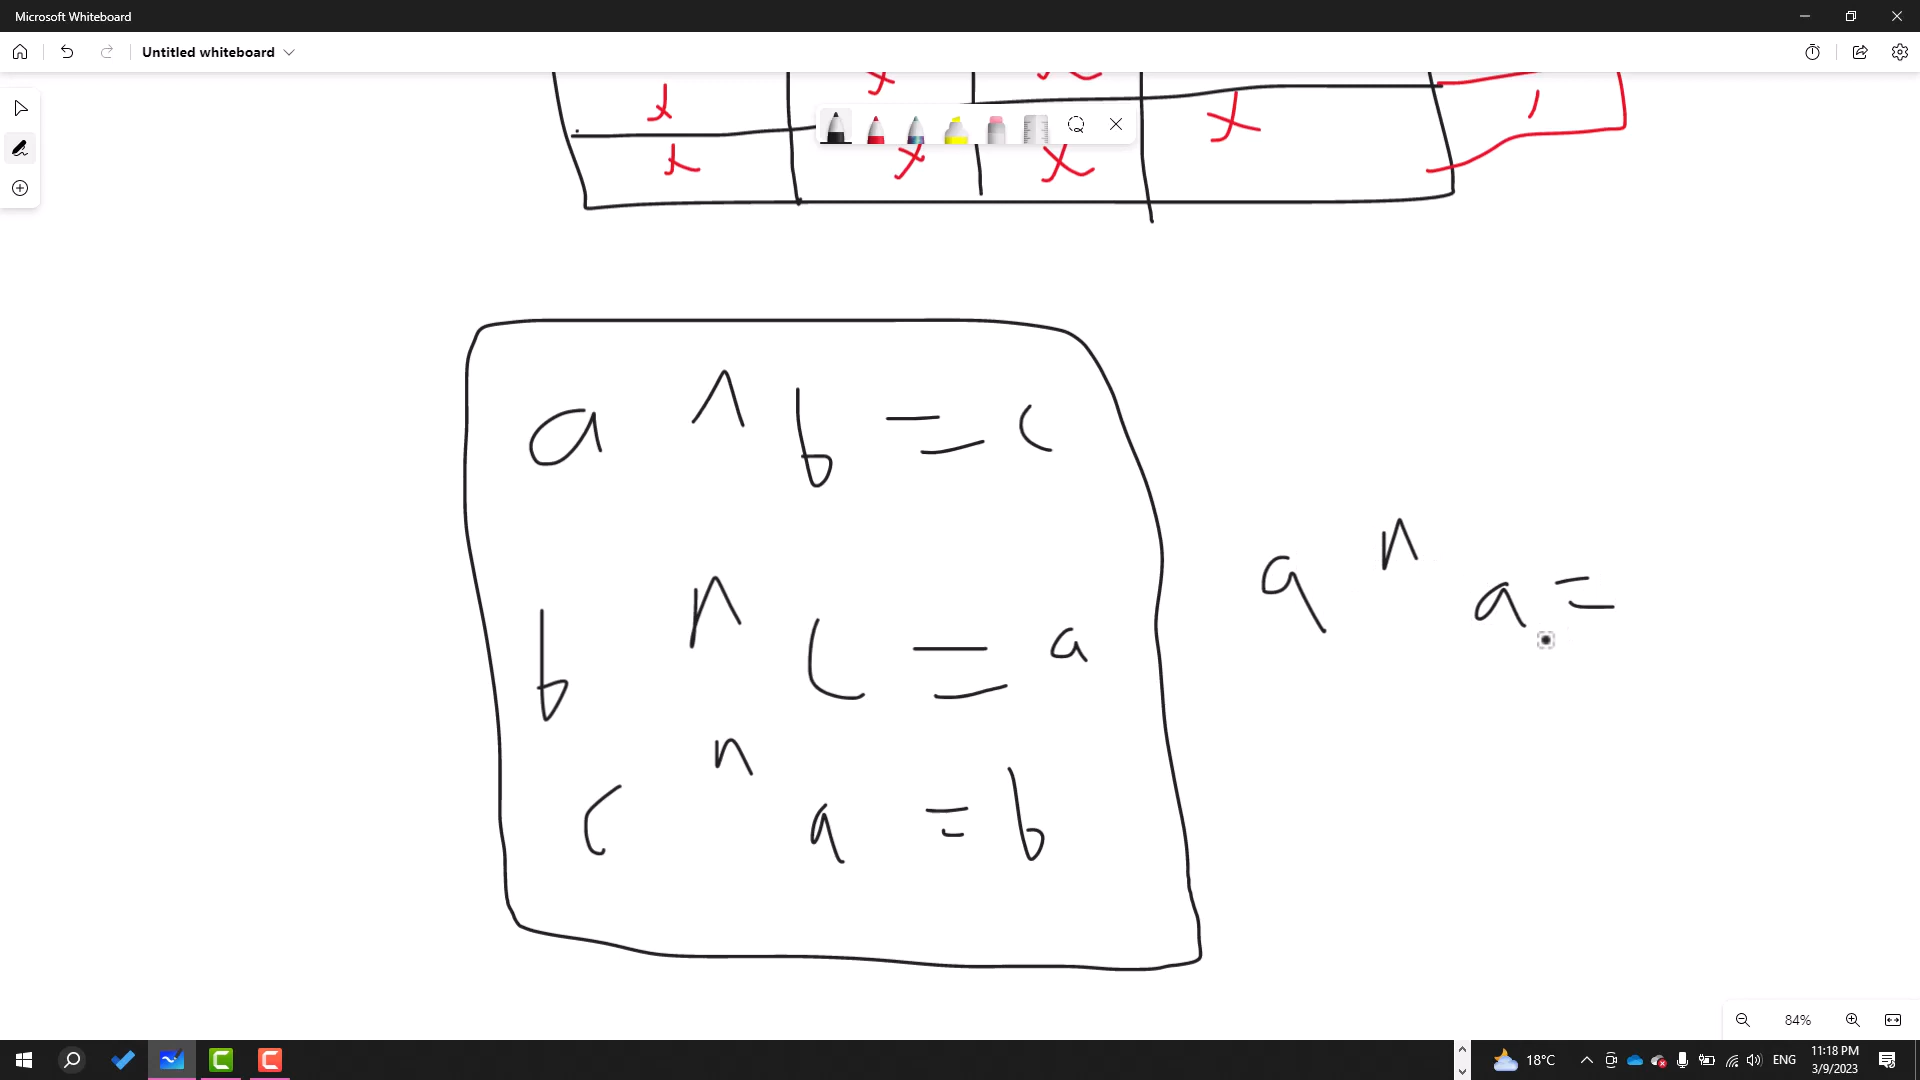 Microsoft Whiteboard
Untitled whiteboard
x x x x
x x x
a ^ b = c
a ^ a =
b ^ c = a
c ^ a = b
84%
18°C
ENG
11:18 PM
3/9/2023